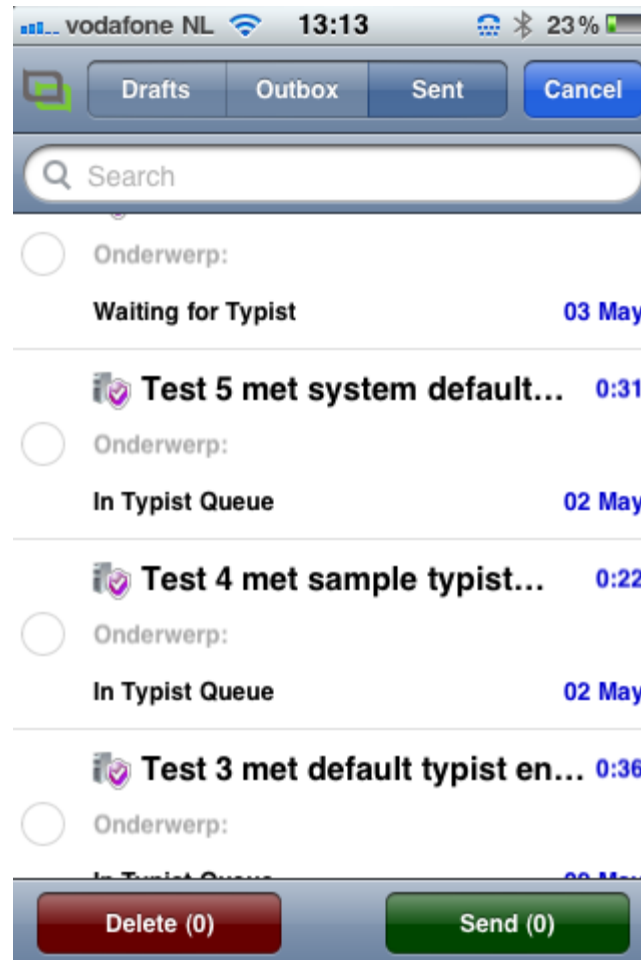 vodafone NL 13:13 23%
Drafts Outbox Sent Cancel
Search
Onderwerp:
Waiting for Typist 03 May
Test 5 met system default... 0:31
Onderwerp:
In Typist Queue 02 May
Test 4 met sample typist... 0:22
Onderwerp:
In Typist Queue 02 May
Test 3 met default typist en... 0:36
Onderwerp:
Delete (0) Send (0)